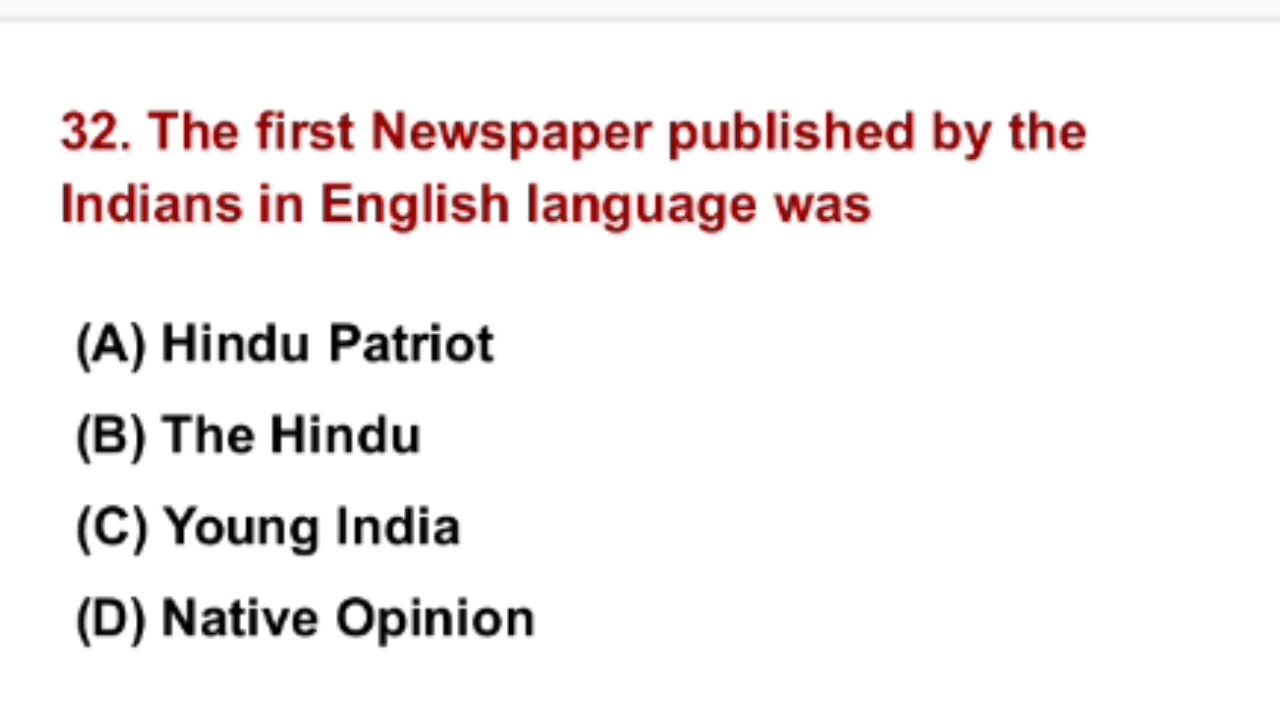 32. The first Newspaper published by the
Indians in English language was
(A) Hindu Patriot
(B) The Hindu
(C) Young India
(D) Native Opinion